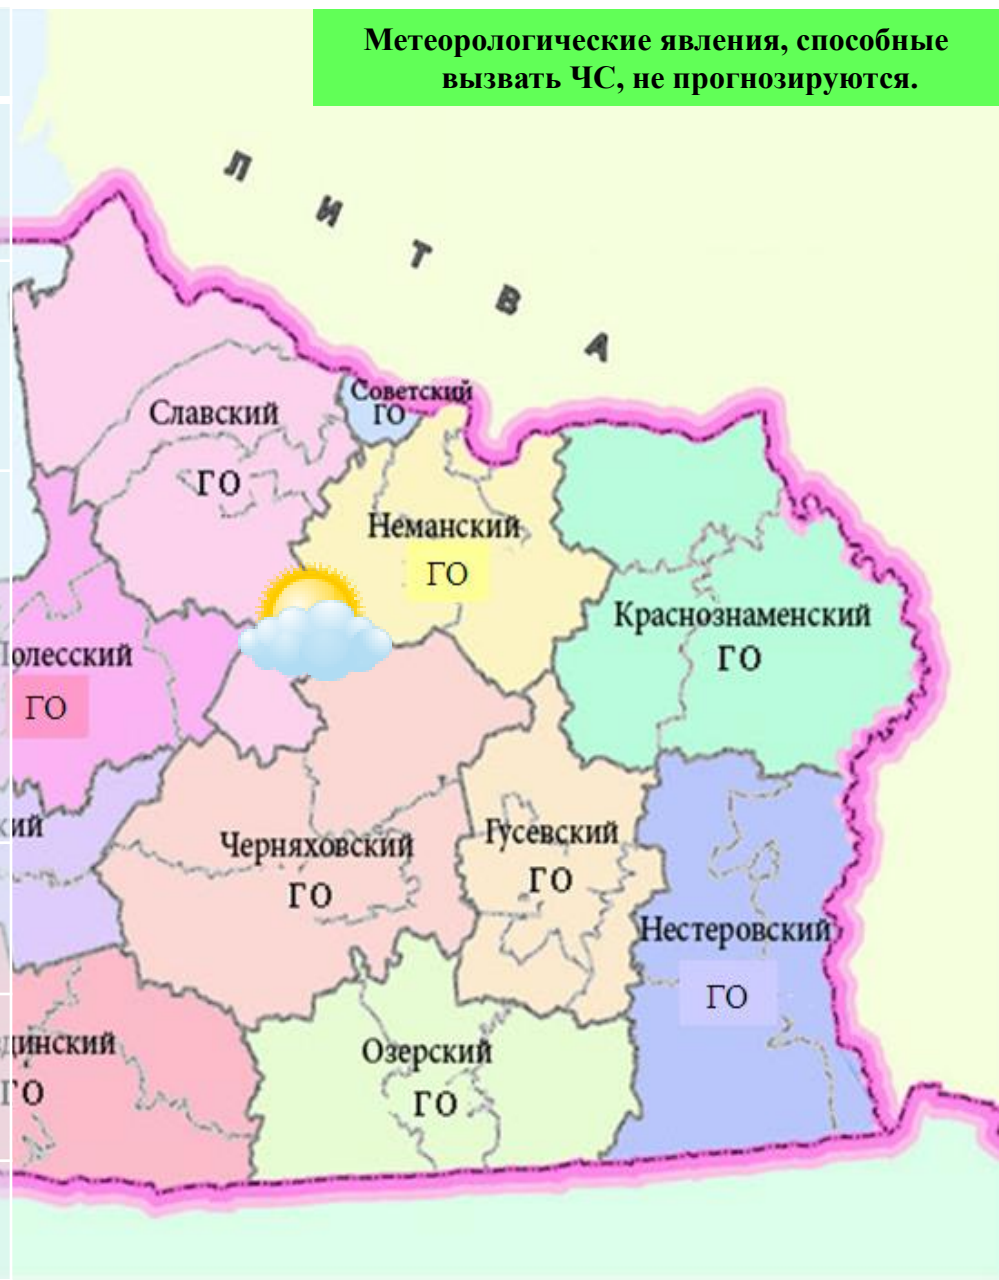 Метеорологические явления, способные
вызвать ЧС, не прогнозируются.
ЛИТВА
Советский
ГО
Славский
ГО
Неманский
ГО
Краснознаменский
ГО
олесский
ГО
кий
Черняховский
ГО
Гусевский
ГО
Нестеровский
ГО
динский
ГО
Озерский
ГО